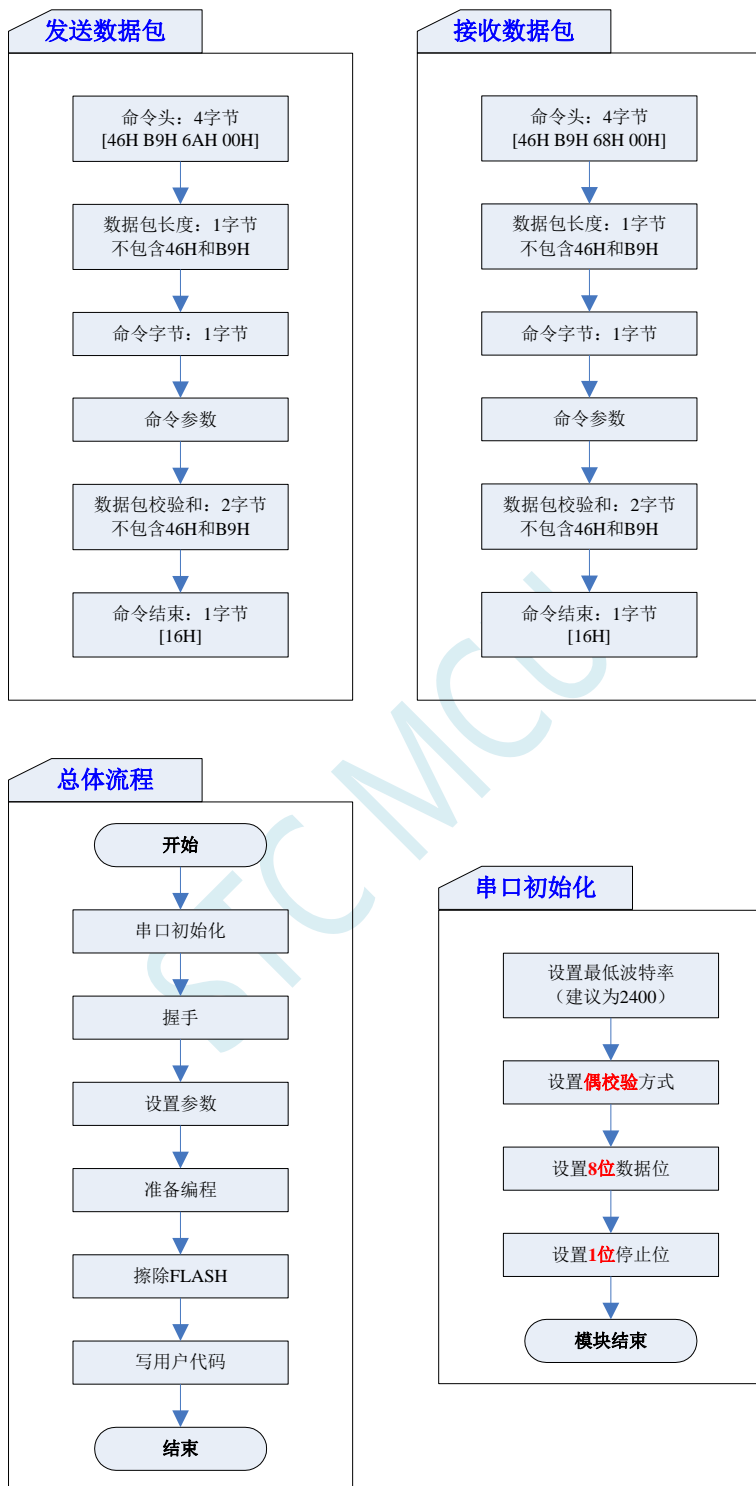 发送数据包
命令头：4字节
[46H B9H 6AH 00H]
数据包长度：1字节
不包含46H和B9H
命令字节：1字节
命令参数
数据包校验和：2字节
不包含46H和B9H
命令结束：1字节
[16H]
接收数据包
命令头：4字节
[46H B9H 68H 00H]
数据包长度：1字节
不包含46H和B9H
命令字节：1字节
命令参数
数据包校验和：2字节
不包含46H和B9H
命令结束：1字节
[16H]
总体流程
开始
串口初始化
握手
设置参数
准备编程
擦除FLASH
写用户代码
结束
串口初始化
设置最低波特率
（建议为2400）
设置偶校验方式
设置8位数据位
设置1位停止位
模块结束
STC MCU